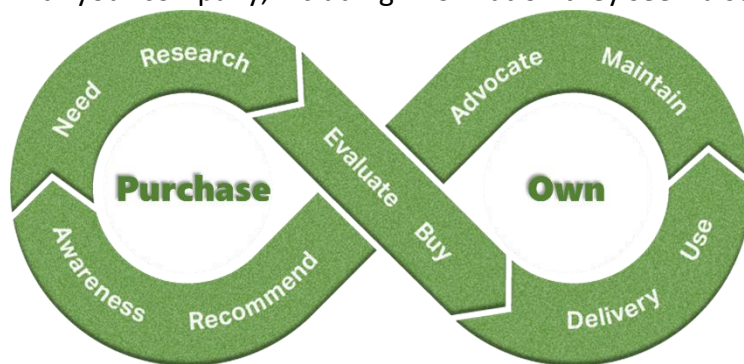 Need
Research
Evaluate
Buy
Delivery
Use
Maintain
Advocate
Recommend
Awareness
Purchase
Own